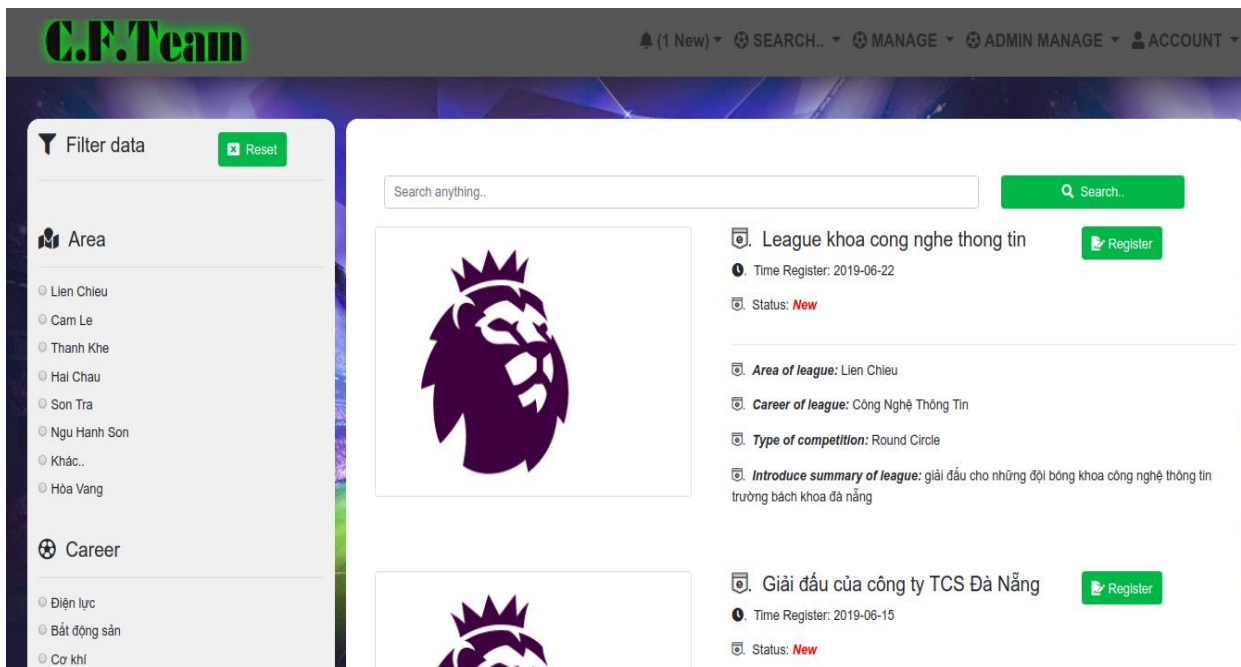 C.F.Team
(1 New) SEARCH.. MANAGE ADMIN MANAGE ACCOUNT
Filter data
Reset
Area
Lien Chieu
Cam Le
Thanh Khe
Hai Chau
Son Tra
Ngu Hanh Son
Khác..
Hòa Vang
Career
Điện lực
Bất động sản
Cơ khí
Search anything..
Search..
League khoa cong nghe thong tin
Register
Time Register: 2019-06-22
Status: New
Area of league: Lien Chieu
Career of league: Công Nghệ Thông Tin
Type of competition: Round Circle
Introduce summary of league: giải đấu cho những đội bóng khoa công nghệ thông tin
trường bách khoa đà nẵng
Giải đấu của công ty TCS Đà Nẵng
Register
Time Register: 2019-06-15
Status: New